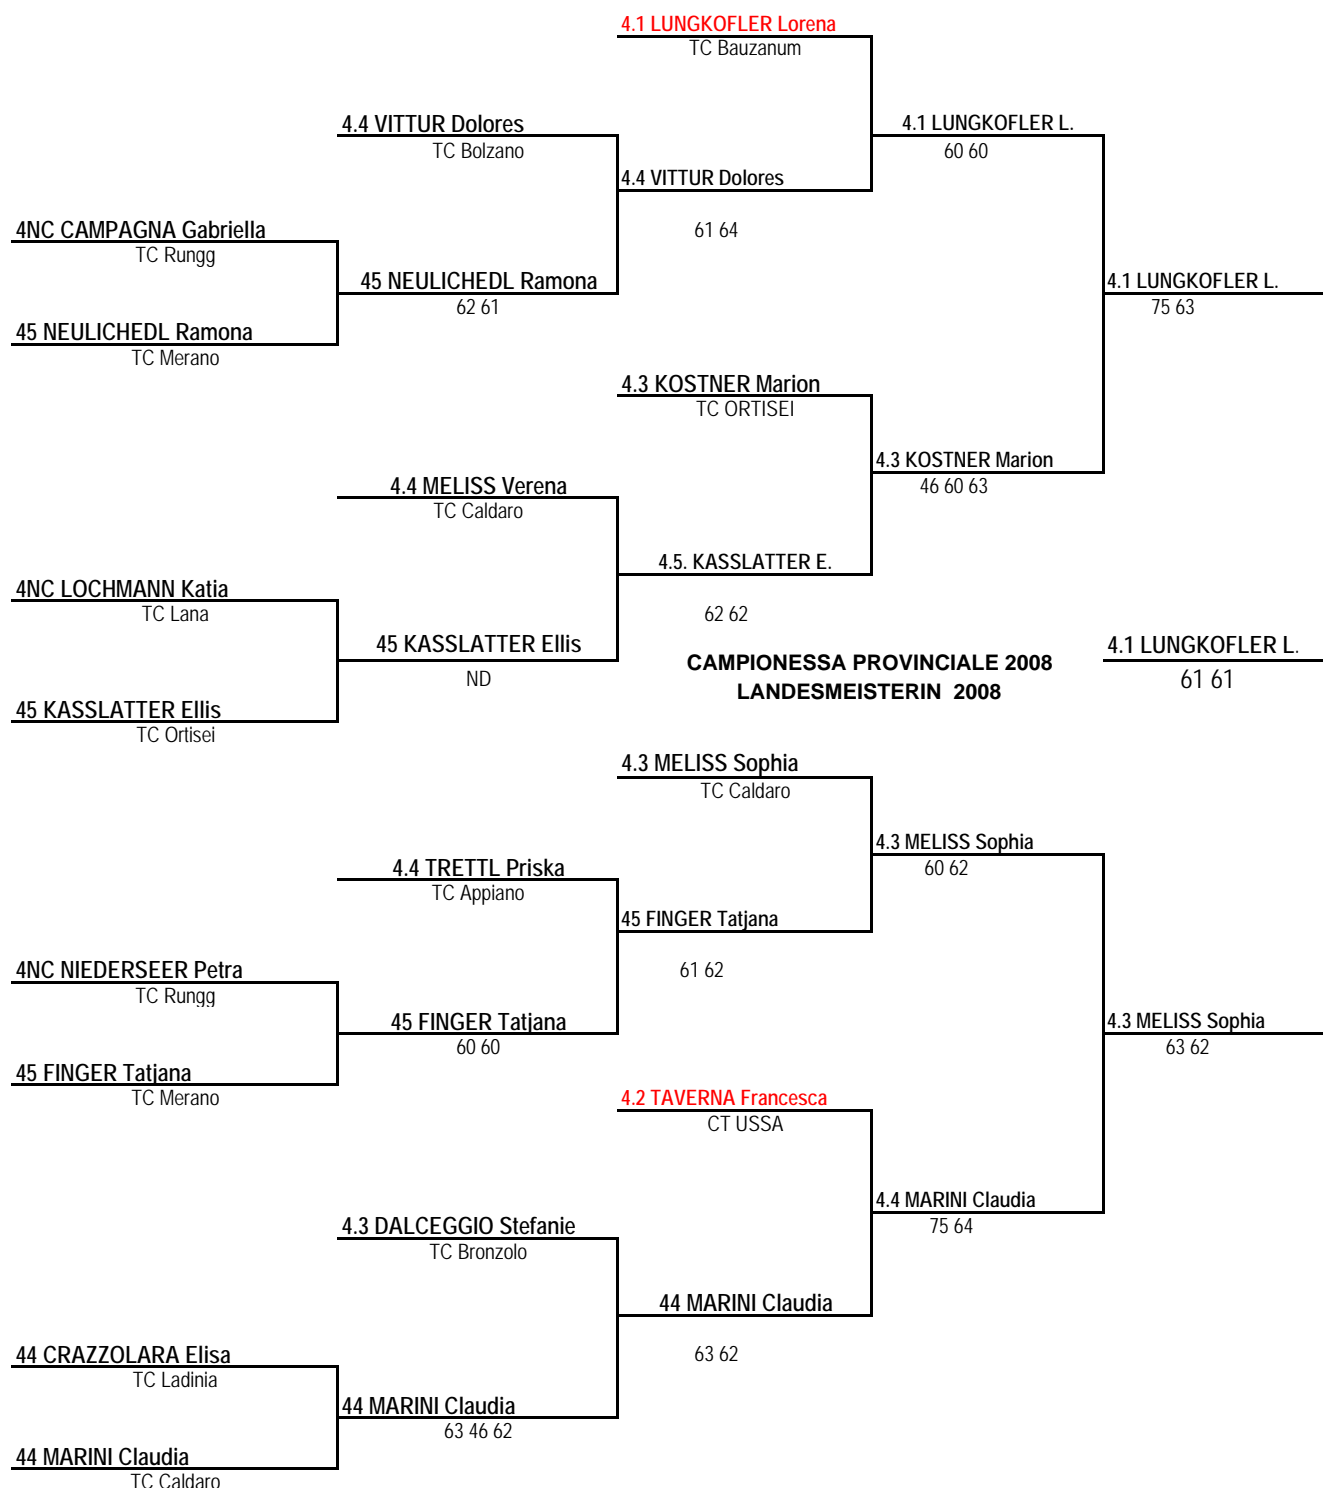 4.1 LUNGKOFLER Lorena
TC Bauzanum
4.4 VITTUR Dolores
TC Bolzano
4.1 LUNGKOFLER L.
60 60
4.4 VITTUR Dolores
61 64
4NC CAMPAGNA Gabriella
TC Rungg
45 NEULICHEDL Ramona
62 61
4.1 LUNGKOFLER L.
75 63
45 NEULICHEDL Ramona
TC Merano
4.3 KOSTNER Marion
TC ORTISEI
4.3 KOSTNER Marion
46 60 63
4.4 MELISS Verena
TC Caldaro
4.5. KASSLATTER E.
62 62
4NC LOCHMANN Katia
TC Lana
45 KASSLATTER Ellis
ND
CAMPIONESSA PROVINCIALE 2008
LANDESMEISTERIN 2008
4.1 LUNGKOFLER L.
61 61
45 KASSLATTER Ellis
TC Ortisei
4.3 MELISS Sophia
TC Caldaro
4.3 MELISS Sophia
60 62
4.4 TRETTL Priska
TC Appiano
45 FINGER Tatjana
61 62
4NC NIEDERSEER Petra
TC Rungg
45 FINGER Tatjana
60 60
4.3 MELISS Sophia
63 62
45 FINGER Tatjana
TC Merano
4.2 TAVERNA Francesca
CT USSA
4.4 MARINI Claudia
75 64
4.3 DALCEGGIO Stefanie
TC Bronzolo
44 MARINI Claudia
63 62
44 CRAZZOLARA Elisa
TC Ladinia
44 MARINI Claudia
63 46 62
44 MARINI Claudia
TC Caldaro